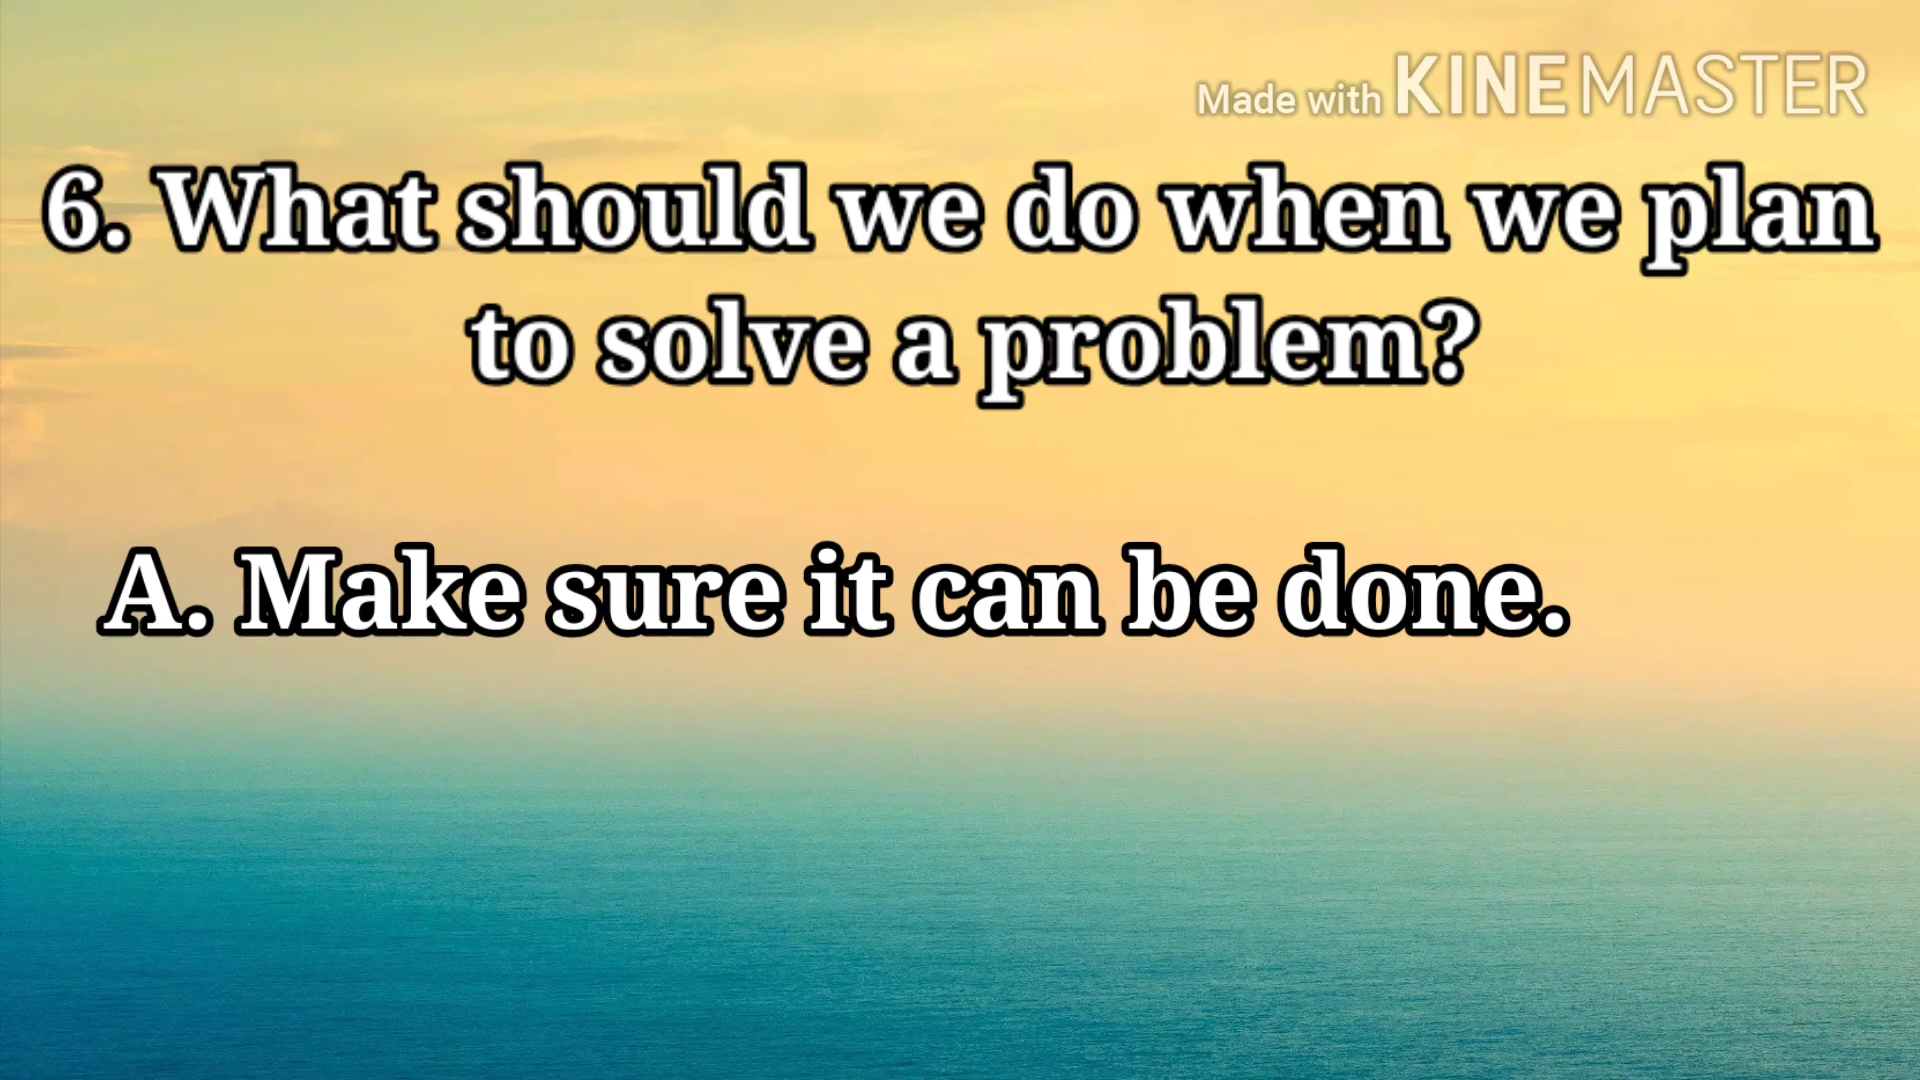 Made with KINEMASTER
6. What should we do when we plan
to solve a problem?
A. Make sure it can be done.